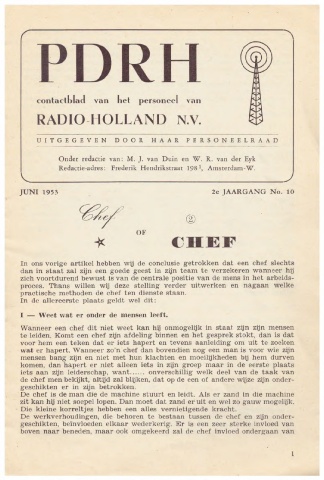 PDRH
contactblad van het personeel van
RADIO-HOLLAND N.V.
UITGEGEVEN DOOR HAAR PERSONEELRAAD
Onder redactie van: M. J. van Duin en W. R. van der Eyk
Redactie-adres: Frederik Hendrikstraat 198², Amsterdam-W.
JUNI 1953 2e JAARGANG No. 10
Chef ②
OF
CHEF
In ons vorige artikel hebben wij de conclusie getrokken dat een chef slechts
dan in staat zal zijn een goede geest in zijn team te verzekeren wanneer hij
zich voortdurend bewust is van de centrale positie van de mens in het arbeids-
proces. Thans willen wij deze stelling verder uitwerken en nagaan welke
practische methoden de chef ten dienste staan.
In de allereerste plaats geldt wel dit:
1 — Weet wat er onder de mensen leeft.
Wanneer een chef dit niet weet kan hij onmogelijk in staat zijn zijn mensen
te leiden. Komt een chef zijn afdeling binnen en het gesprek stokt, dan is dat
voor hem een teken dat er iets hapert en tevens aanleiding om uit te zoeken
wat er hapert. Wanneer zo'n chef dan bovendien nog een man is voor wie zijn
mensen bang zijn en niet met hun klachten en moeilijkheden bij hem durven
komen, dan hapert er niet alleen iets in zijn groep maar in de eerste plaats
iets aan zijn leiderschap, want...... onverschillig welk deel van de taak van
de chef men bekijkt, altijd zal blijken, dat op de een of andere wijze zijn onder-
geschikten er in zijn betrokken.
De chef is de man die de machine stuurt en leidt. Als er zand in die machine
zit kan hij niet soepel lopen. Dan moet dat zand er uit en wel zo gauw mogelijk.
Die kleine korreltjes hebben een alles vernietigende kracht.
De werkverhoudingen, die behoren te bestaan tussen de chef en zijn onder-
geschikten, beïnvloeden elkaar wederkerig. Er is een zeer sterke invloed van
boven naar beneden, maar ook omgekeerd zal de chef invloed ondergaan van
1